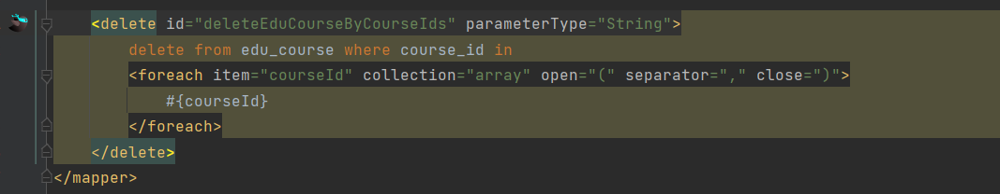 <delete id="deleteEduCourseByCourseIds" parameterType="String">
delete from edu_course where course_id in
<foreach item="courseId" collection="array" open="(" separator="," close=")">
#{courseId}
</foreach>
</delete>
</mapper>